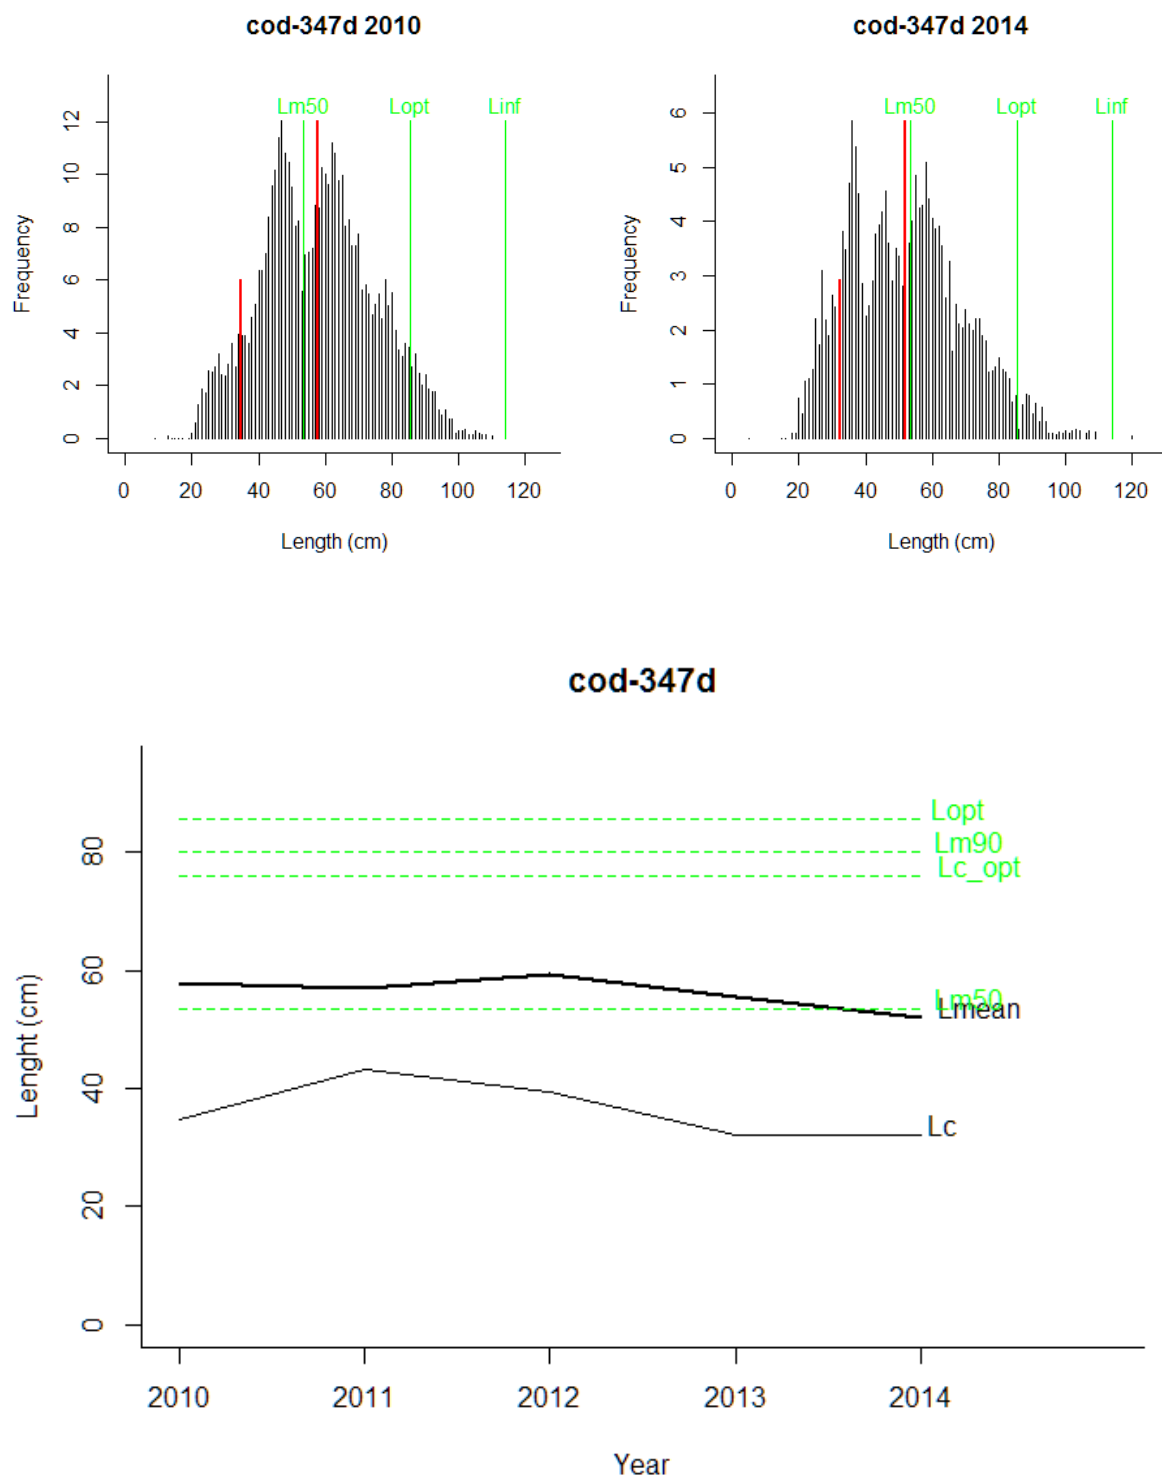 cod-347d 2010
Lm50 Lopt Linf
12
10
8
6
4
2
0
Frequency
0 20 40 60 80 100 120
Length (cm)
cod-347d 2014
Lm50 Lopt Linf
6
5
4
3
2
1
0
Frequency
0 20 40 60 80 100 120
Length (cm)
cod-347d
Lopt
Lm90
Lc_opt
Lm50
Lmean
Lc
80
60
40
20
0
Lenght (cm)
2010 2011 2012 2013 2014
Year